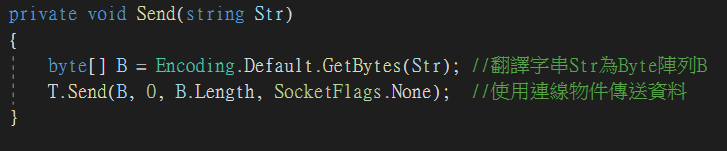 private void Send(string Str)
{
byte[] B = Encoding.Default.GetBytes(Str); //翻譯字串Str為Byte陣列B
T.Send(B, 0, B.Length, SocketFlags.None); //使用連線物件傳送資料
}